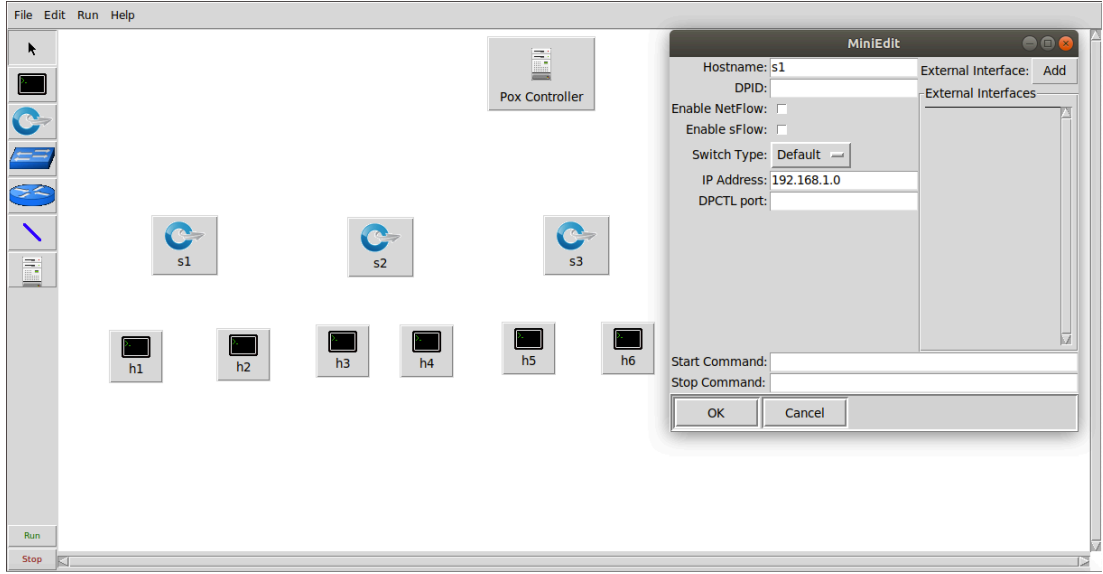 File Edit Run Help
Pox Controller
s1
s2
s3
h1
h2
h3
h4
h5
h6
Run
Stop
MiniEdit
Hostname: s1
External Interface: Add
DPID:
External Interfaces
Enable NetFlow:
Enable sFlow:
Switch Type: Default
IP Address: 192.168.1.0
DPCTL port:
Start Command:
Stop Command:
OK Cancel